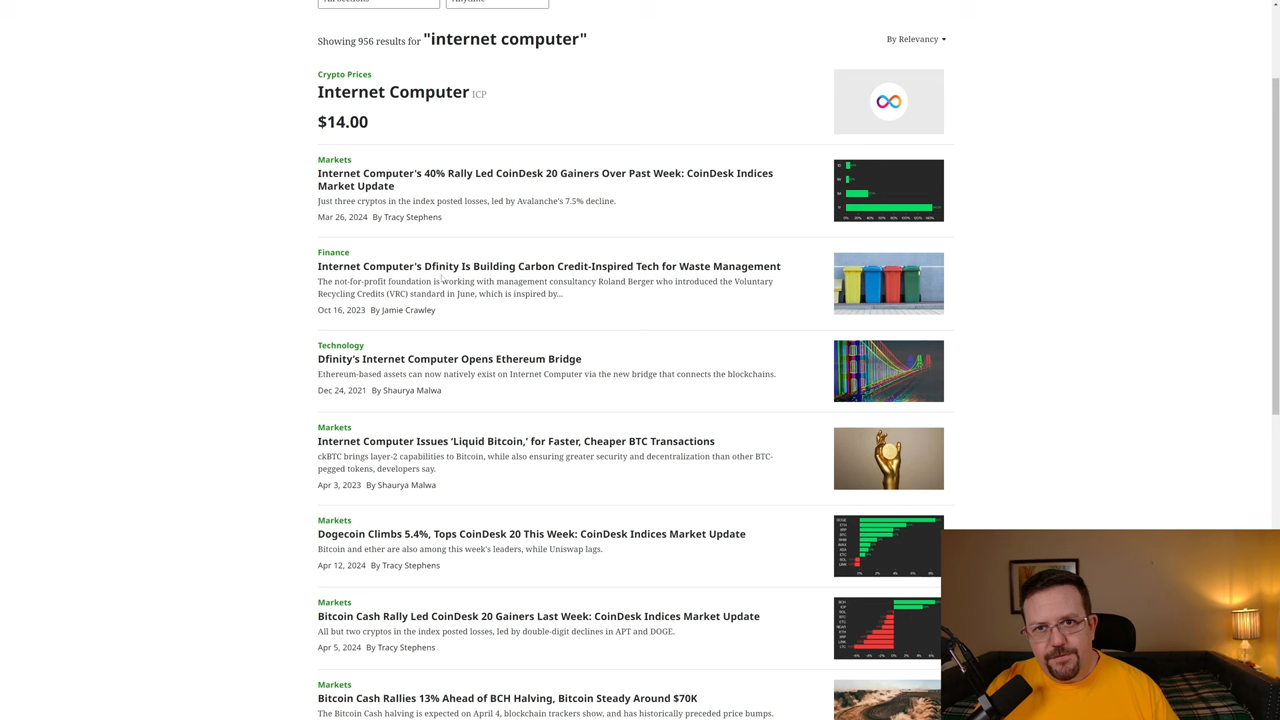 All Sections
Anytime
Showing 956 results for "internet computer"
By Relevancy
Crypto Prices
Internet Computer ICP
$14.00
Markets
Internet Computer's 40% Rally Led CoinDesk 20 Gainers Over Past Week: CoinDesk Indices
Market Update
Just three cryptos in the index posted losses, led by Avalanche's 7.5% decline.
Mar 26, 2024 By Tracy Stephens
Finance
Internet Computer's Dfinity Is Building Carbon Credit-Inspired Tech for Waste Management
The not-for-profit foundation is working with management consultancy Roland Berger who introduced the Voluntary
Recycling Credits (VRC) standard in June, which is inspired by...
Oct 16, 2023 By Jamie Crawley
Technology
Dfinity’s Internet Computer Opens Ethereum Bridge
Ethereum-based assets can now natively exist on Internet Computer via the new bridge that connects the blockchains.
Dec 24, 2021 By Shaurya Malwa
Markets
Internet Computer Issues ‘Liquid Bitcoin,’ for Faster, Cheaper BTC Transactions
ckBTC brings layer-2 capabilities to Bitcoin, while also ensuring greater security and decentralization than other BTC-
pegged tokens, developers say.
Apr 3, 2023 By Shaurya Malwa
Markets
Dogecoin Climbs 5.4%, Tops CoinDesk 20 This Week: CoinDesk Indices Market Update
Bitcoin and ether are also among this week's leaders, while Uniswap lags.
Apr 12, 2024 By Tracy Stephens
Markets
Bitcoin Cash Rally Led CoinDesk 20 Gainers Last Week: CoinDesk Indices Market Update
All but two cryptos in the index posted losses, led by double-digit declines in APT and DOGE.
Apr 5, 2024 By Tracy Stephens
Markets
Bitcoin Cash Rallies 13% Ahead of BCH Halving, Bitcoin Steady Around $70K
The Bitcoin Cash halving is expected on April 4, blockchain trackers show, and has historically preceded price bumps.